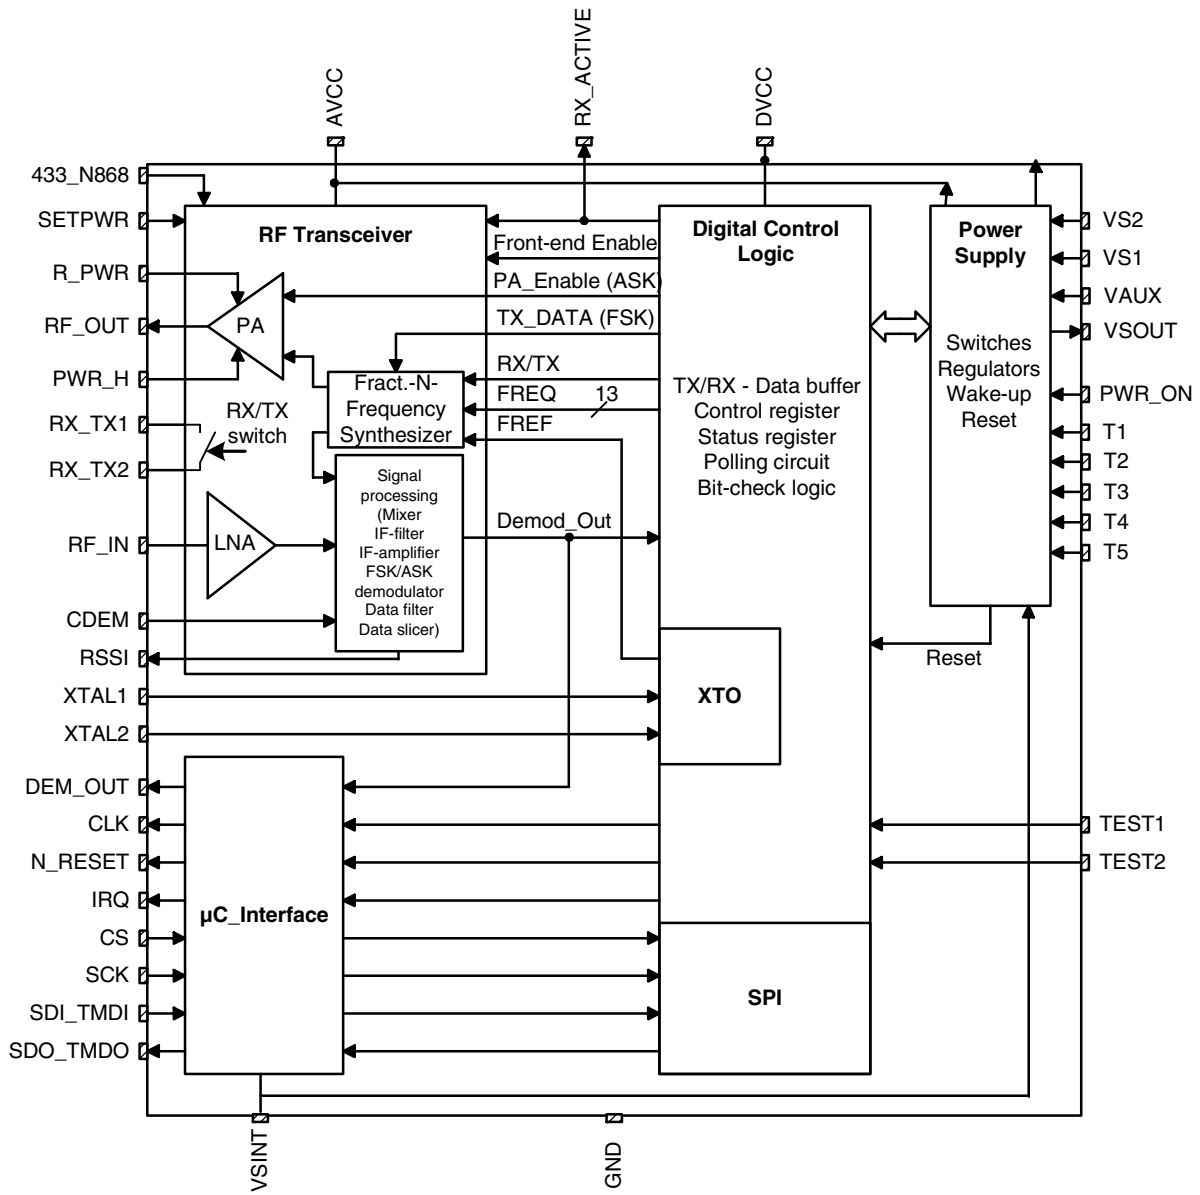 AVCC
RX_ACTIVE
DVCC
433_N868
SETPWR
R_PWR
RF_OUT
PWR_H
RX_TX1
RX_TX2
RF_IN
CDEM
RSSI
XTAL1
XTAL2
DEM_OUT
CLK
N_RESET
IRQ
CS
SCK
SDI_TMDI
SDO_TMDO
RF Transceiver
PA
RX/TX
switch
LNA
Fract.-N-
Frequency
Synthesizer
Signal
processing
(Mixer
IF-filter
IF-amplifier
FSK/ASK
demodulator
Data filter
Data slicer)
Front-end Enable
PA_Enable (ASK)
TX_DATA (FSK)
RX/TX
FREQ 13
FREF
Demod_Out
Digital Control
Logic
TX/RX - Data buffer
Control register
Status register
Polling circuit
Bit-check logic
XTO
SPI
µC_Interface
Power
Supply
Switches
Regulators
Wake-up
Reset
Reset
VS2
VS1
VAUX
VSOUT
PWR_ON
T1
T2
T3
T4
T5
TEST1
TEST2
VSINT
GND